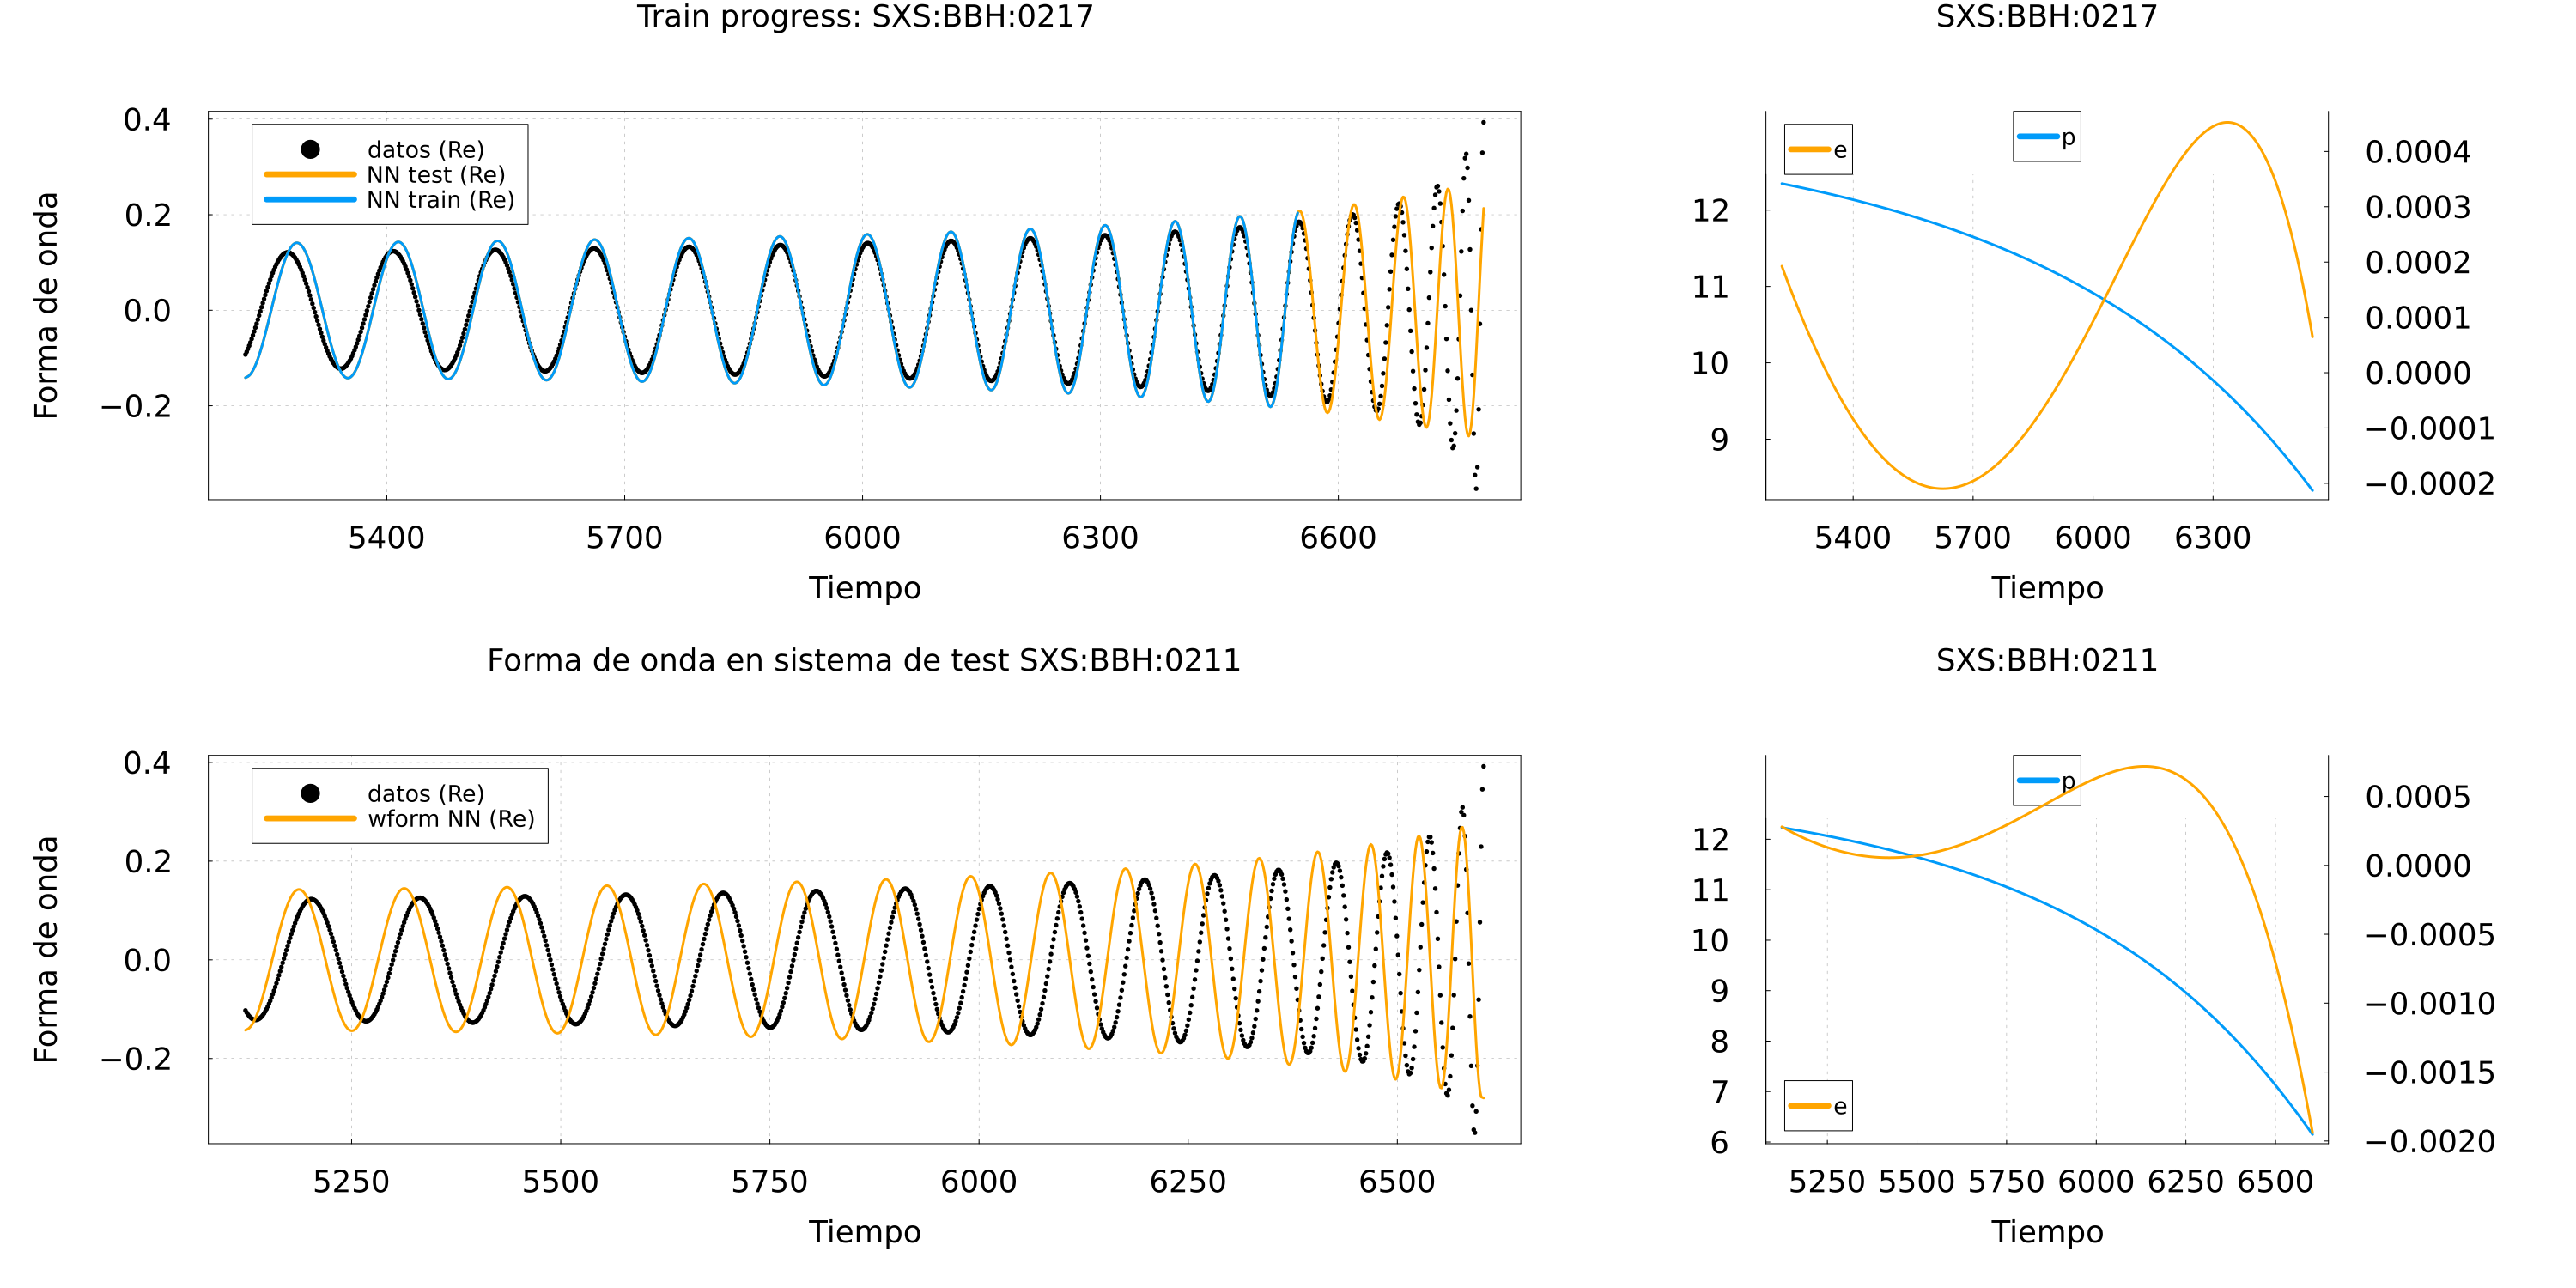 Train progress: SXS:BBH:0217
0.4
0.2
0.0
−0.2
Forma de onda
datos (Re)
NN test (Re)
NN train (Re)
5400 5700 6000 6300 6600
Tiempo
SXS:BBH:0217
e
p
12
11
10
9
0.0004
0.0003
0.0002
0.0001
0.0000
−0.0001
−0.0002
5400 5700 6000 6300
Tiempo
Forma de onda en sistema de test SXS:BBH:0211
0.4
0.2
0.0
−0.2
Forma de onda
datos (Re)
wform NN (Re)
5250 5500 5750 6000 6250 6500
Tiempo
SXS:BBH:0211
p
e
12
11
10
9
8
7
6
0.0005
0.0000
−0.0005
−0.0010
−0.0015
−0.0020
5250 5500 5750 6000 6250 6500
Tiempo